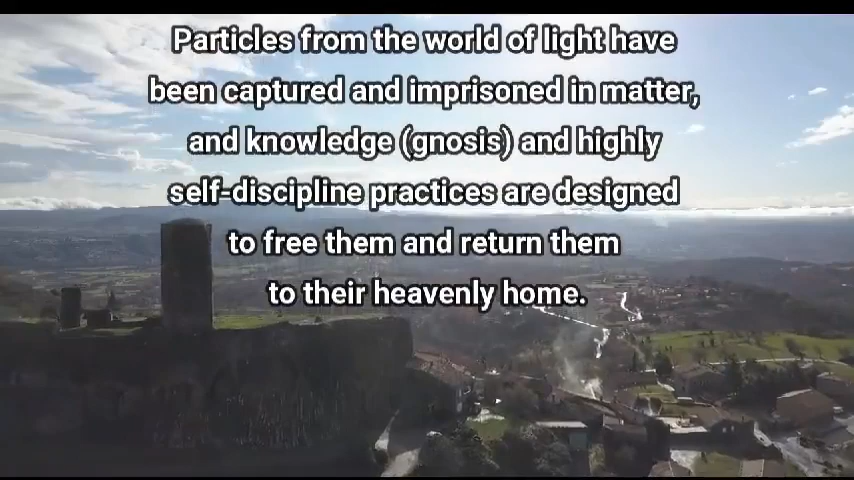 Particles from the world of light have
been captured and imprisoned in matter,
and knowledge (gnosis) and highly
self-discipline practices are designed
to free them and return them
to their heavenly home.